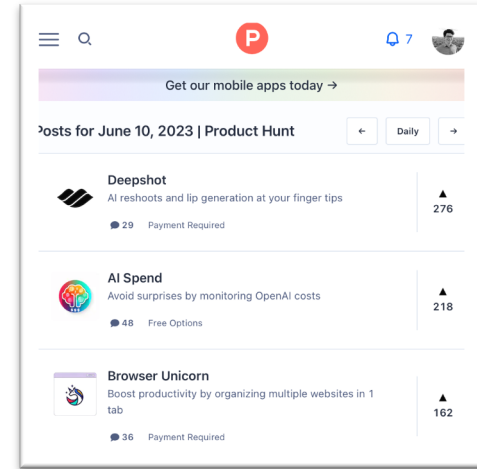 P
7
Get our mobile apps today →
Posts for June 10, 2023 | Product Hunt
←
Daily
→
Deepshot
AI reshoots and lip generation at your finger tips
29 Payment Required
▲
276
AI Spend
Avoid surprises by monitoring OpenAI costs
48 Free Options
▲
218
Browser Unicorn
Boost productivity by organizing multiple websites in 1
tab
36 Payment Required
▲
162